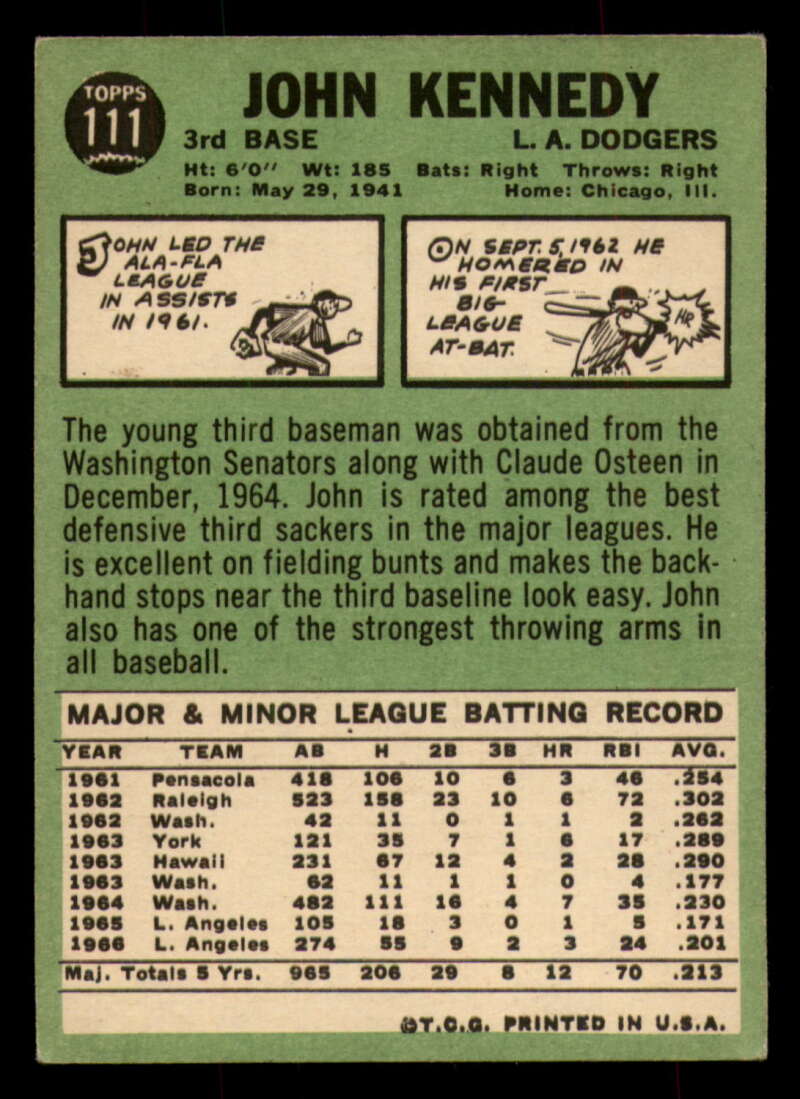 TOPPS
111
JOHN KENNEDY
3rd BASE L. A. DODGERS
Ht: 6'0" Wt: 185 Bats: Right Throws: Right
Born: May 29, 1941 Home: Chicago, Ill.
JOHN LED THE
ALA-FLA
LEAGUE
IN ASSISTS
IN 1961.
ON SEPT. 5, 1962 HE
HOMERED IN
HIS FIRST
BIG-
LEAGUE
AT-BAT.
HR
The young third baseman was obtained from the
Washington Senators along with Claude Osteen in
December, 1964. John is rated among the best
defensive third sackers in the major leagues. He
is excellent on fielding bunts and makes the back-
hand stops near the third baseline look easy. John
also has one of the strongest throwing arms in
all baseball.
MAJOR & MINOR LEAGUE BATTING RECORD
YEAR TEAM AB H 2B 3B HR RBI AVG.
1961 Pensacola 418 106 10 6 3 46 .254
1962 Raleigh 523 158 23 10 6 72 .302
1962 Wash. 42 11 0 1 1 2 .262
1963 York 121 35 7 1 6 17 .289
1963 Hawaii 231 67 12 4 2 28 .290
1963 Wash. 62 11 1 1 0 4 .177
1964 Wash. 482 111 16 4 7 35 .230
1965 L. Angeles 105 18 3 0 1 5 .171
1966 L. Angeles 274 55 9 2 3 24 .201
Maj. Totals 5 Yrs. 965 206 29 8 12 70 .213
©T.C.G. PRINTED IN U.S.A.